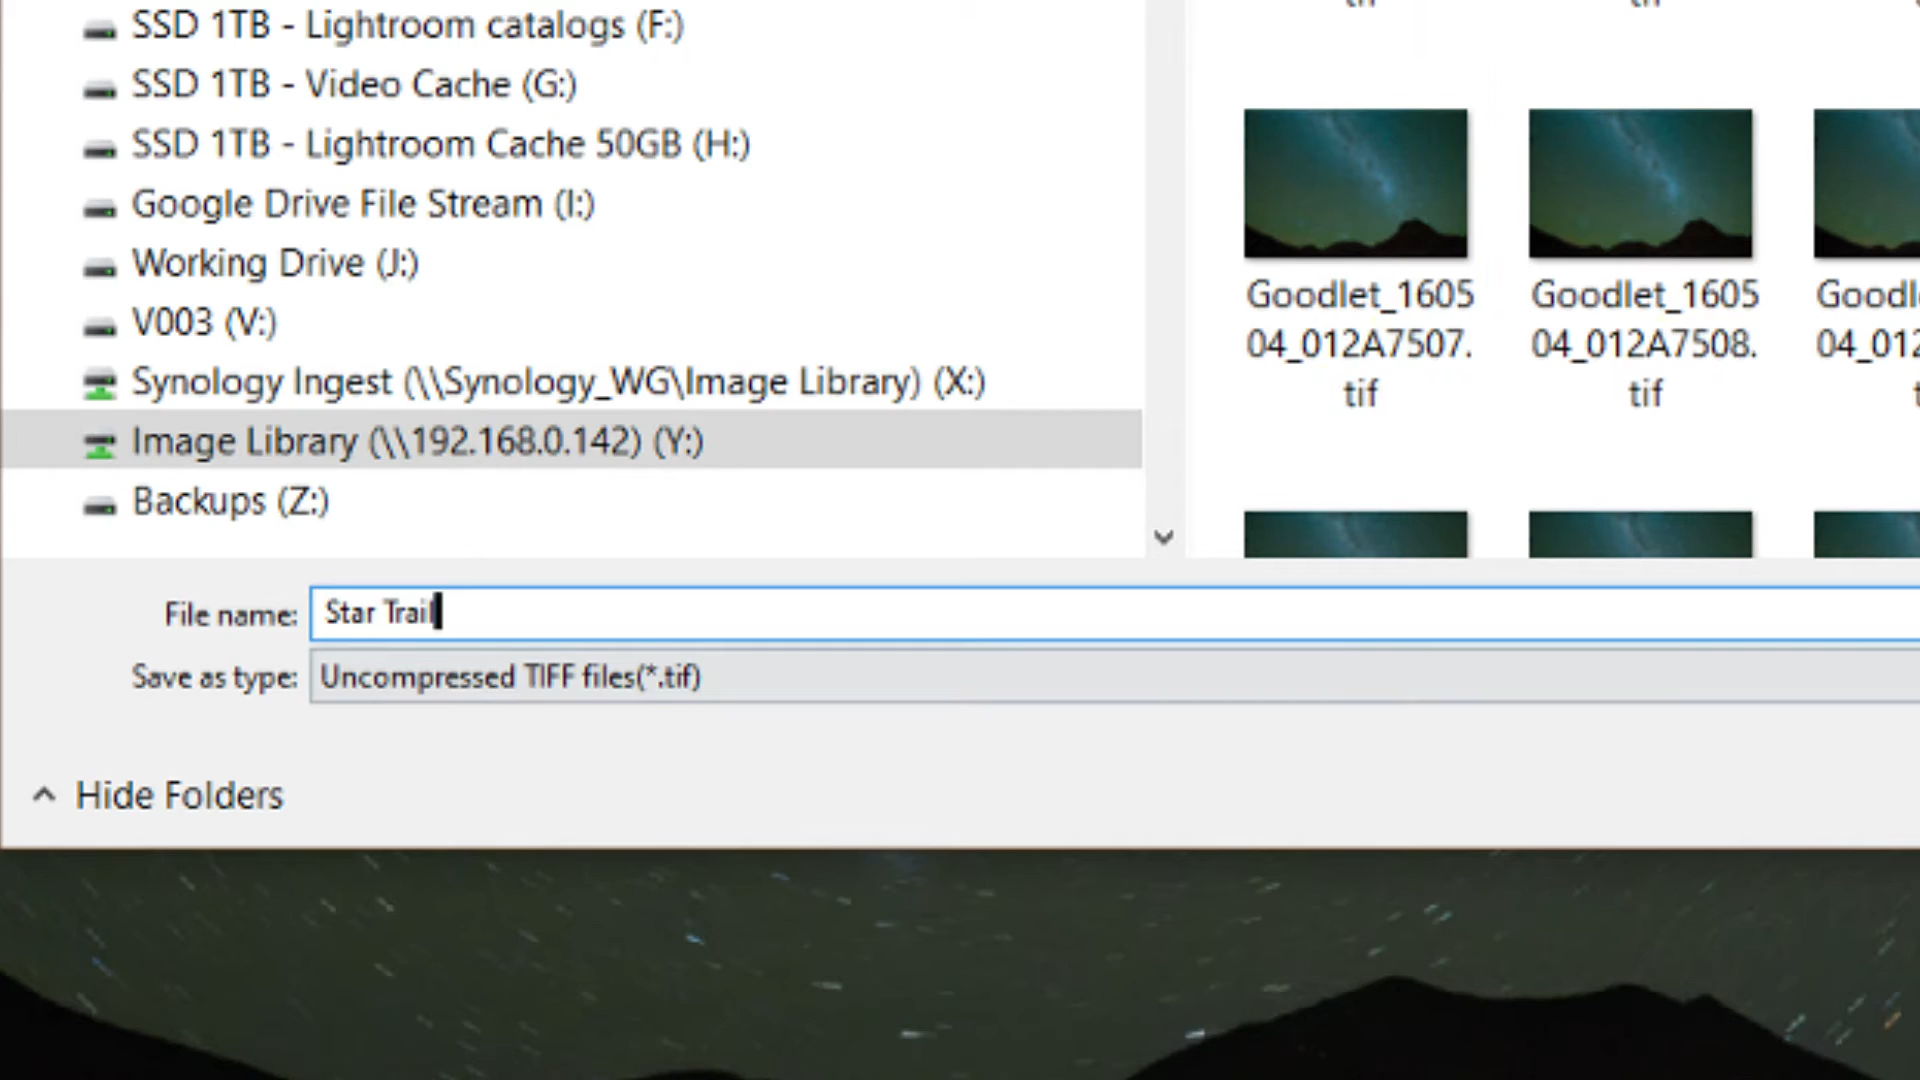 SSD 1TB - Lightroom catalogs (F:)
SSD 1TB - Video Cache (G:)
SSD 1TB - Lightroom Cache 50GB (H:)
Google Drive File Stream (I:)
Working Drive (J:)
V003 (V:)
Synology Ingest (\\Synology_WG\Image Library) (X:)
Image Library (\\192.168.0.142) (Y:)
Backups (Z:)
Goodlet_1605
04_012A7507.
tif
Goodlet_1605
04_012A7508.
tif
Goodl
04_012
File name: Star Trail
Save as type: Uncompressed TIFF files(*.tif)
Hide Folders